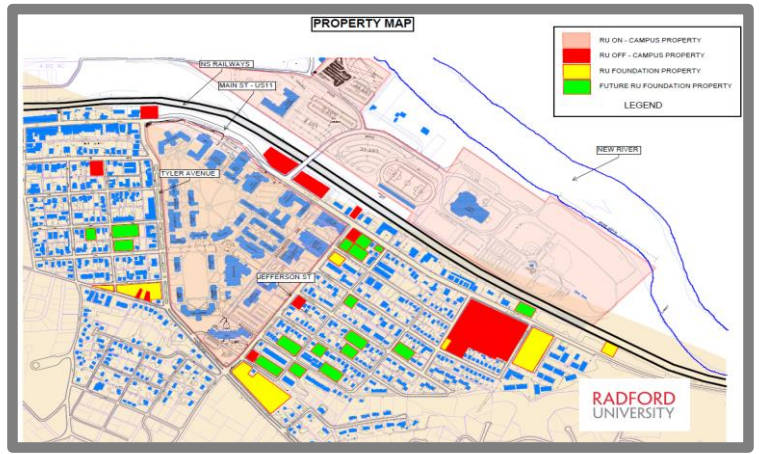 PROPERTY MAP
RU ON - CAMPUS PROPERTY
RU OFF - CAMPUS PROPERTY
RU FOUNDATION PROPERTY
FUTURE RU FOUNDATION PROPERTY
LEGEND
NS RAILWAYS
MAIN ST - US11
NEW RIVER
TYLER AVENUE
JEFFERSON ST
RADFORD
UNIVERSITY